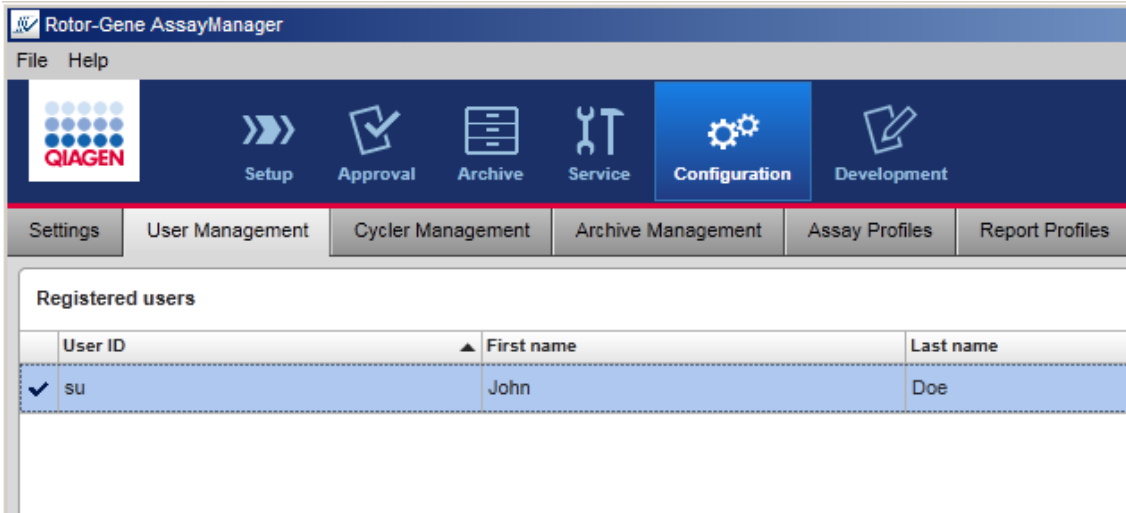 Rotor-Gene AssayManager
File Help
QIAGEN
Setup Approval Archive Service Configuration Development
Settings User Management Cycler Management Archive Management Assay Profiles Report Profiles
Registered users
User ID First name Last name
su John Doe